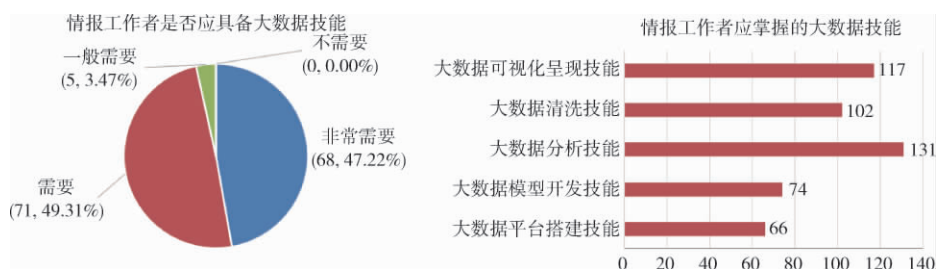 情报工作者是否应具备大数据技能
一般需要
(5, 3.47%)
不需要
(0, 0.00%)
非常需要
(68, 47.22%)
需要
(71, 49.31%)
情报工作者应掌握的大数据技能
大数据可视化呈现技能 117
大数据清洗技能 102
大数据分析技能 131
大数据模型开发技能 74
大数据平台搭建技能 66
0 20 40 60 80 100 120 140